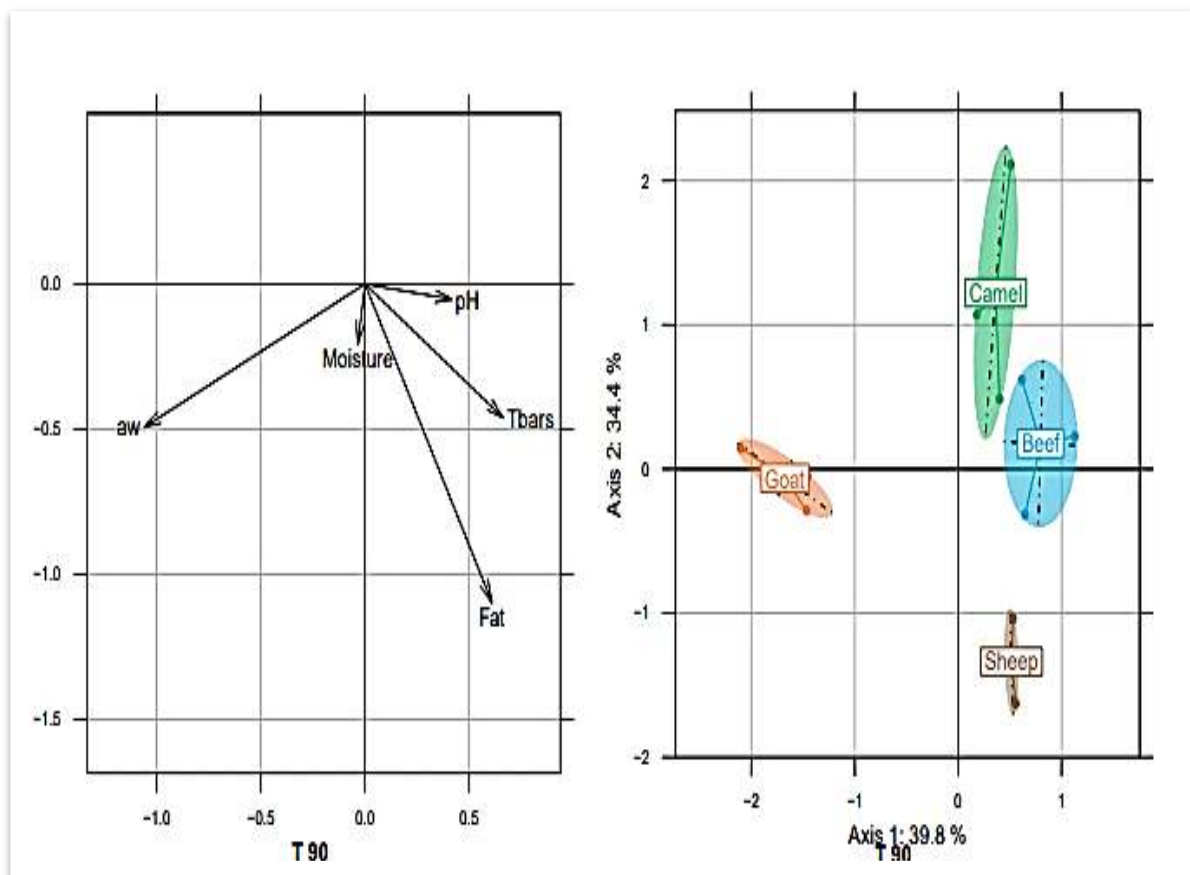 0.0
−0.5
−1.0
−1.5
pH
Moisture
aw
Tbars
Fat
−1.0 −0.5 0.0 0.5
T 90
Axis 2: 34.4 %
2
1
0
−1
−2
Camel
Beef
Goat
Sheep
−2 −1 0 1
Axis 1: 39.8 %
T 90